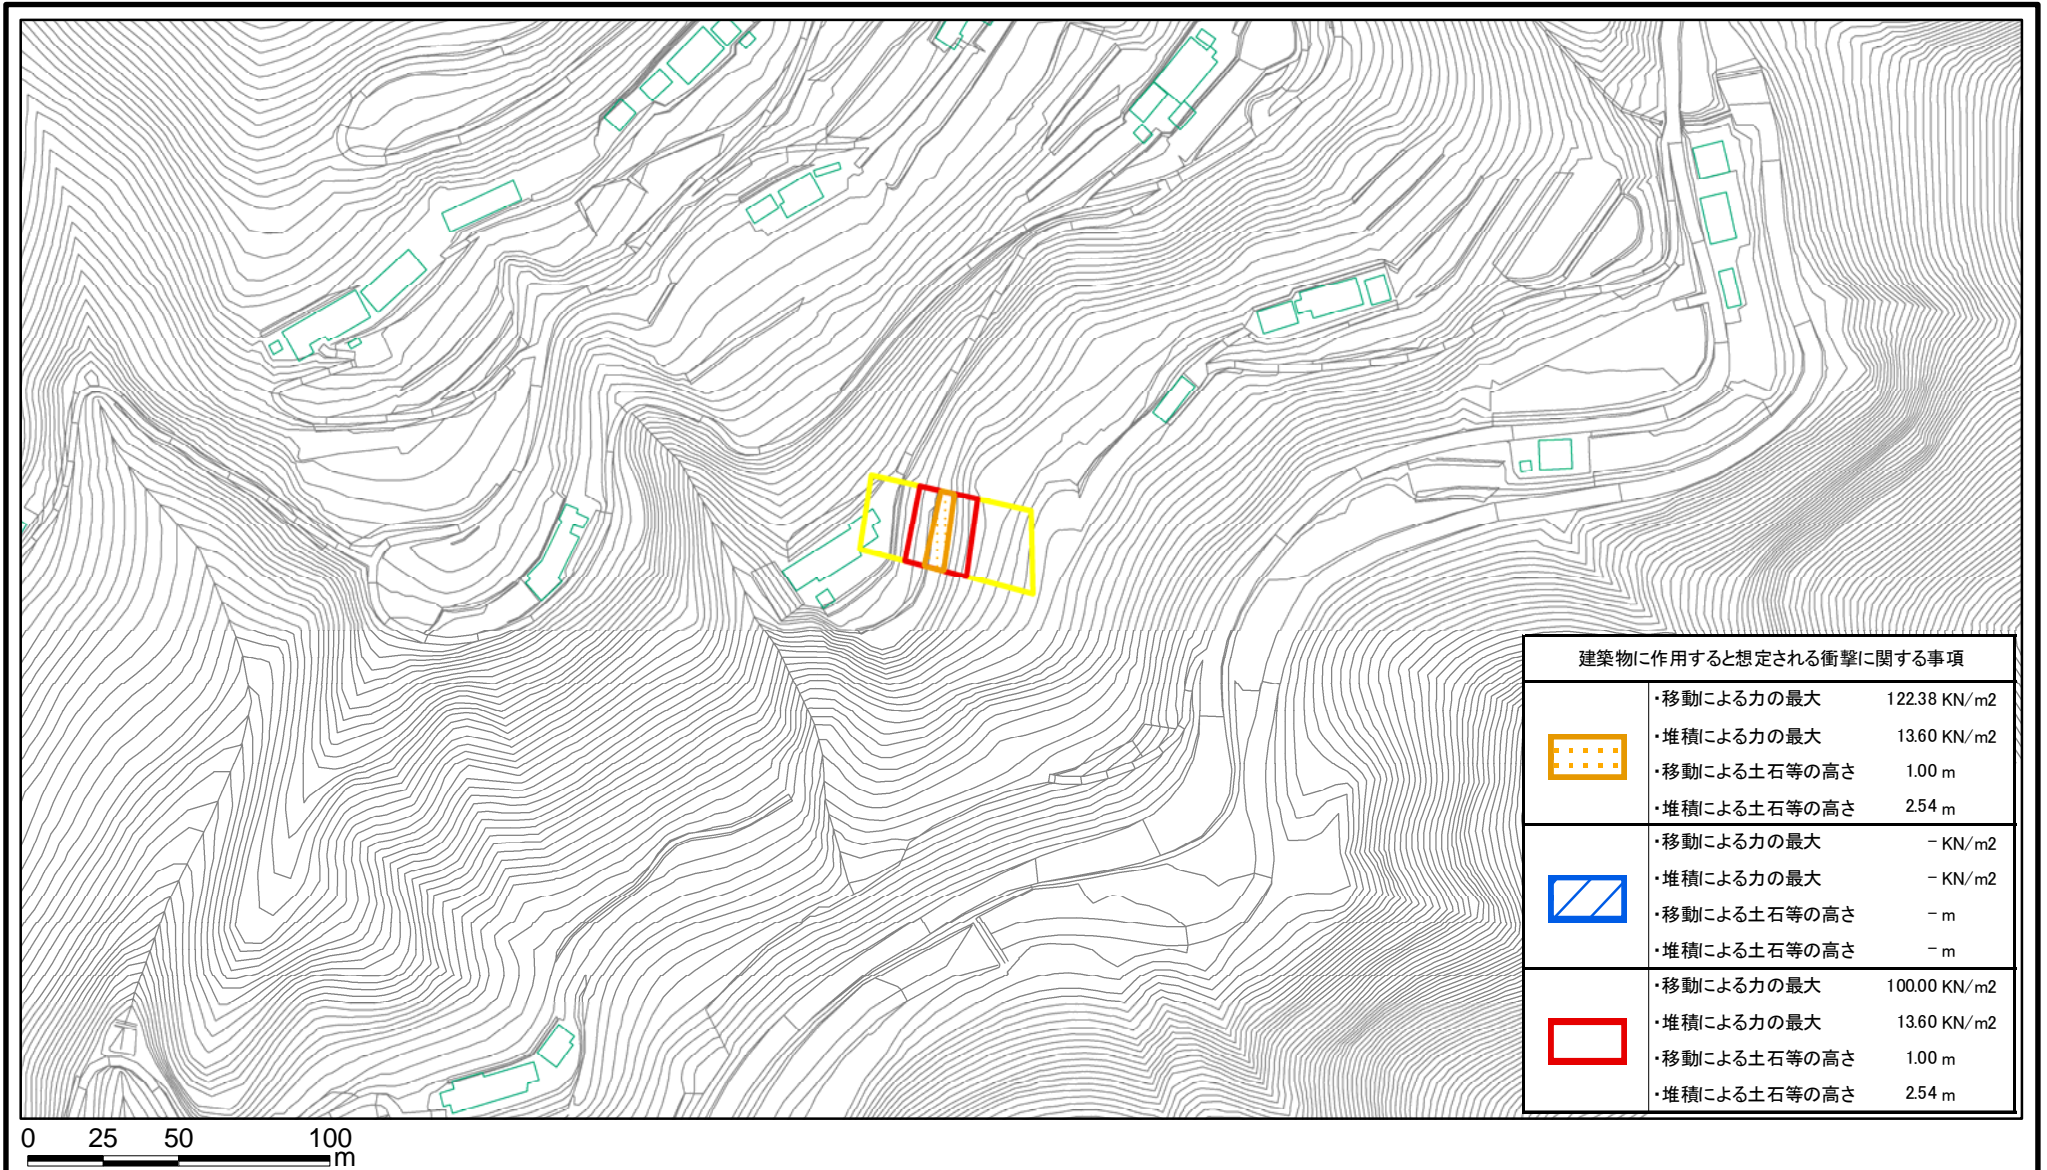 建築物に作用すると想定される衝撃に関する事項
・移動による力の最大 122.38 KN/m2
・堆積による力の最大 13.60 KN/m2
・移動による土石等の高さ 1.00 m
・堆積による土石等の高さ 2.54 m
・移動による力の最大 - KN/m2
・堆積による力の最大 - KN/m2
・移動による土石等の高さ - m
・堆積による土石等の高さ - m
・移動による力の最大 100.00 KN/m2
・堆積による力の最大 13.60 KN/m2
・移動による土石等の高さ 1.00 m
・堆積による土石等の高さ 2.54 m
0 25 50 100
m